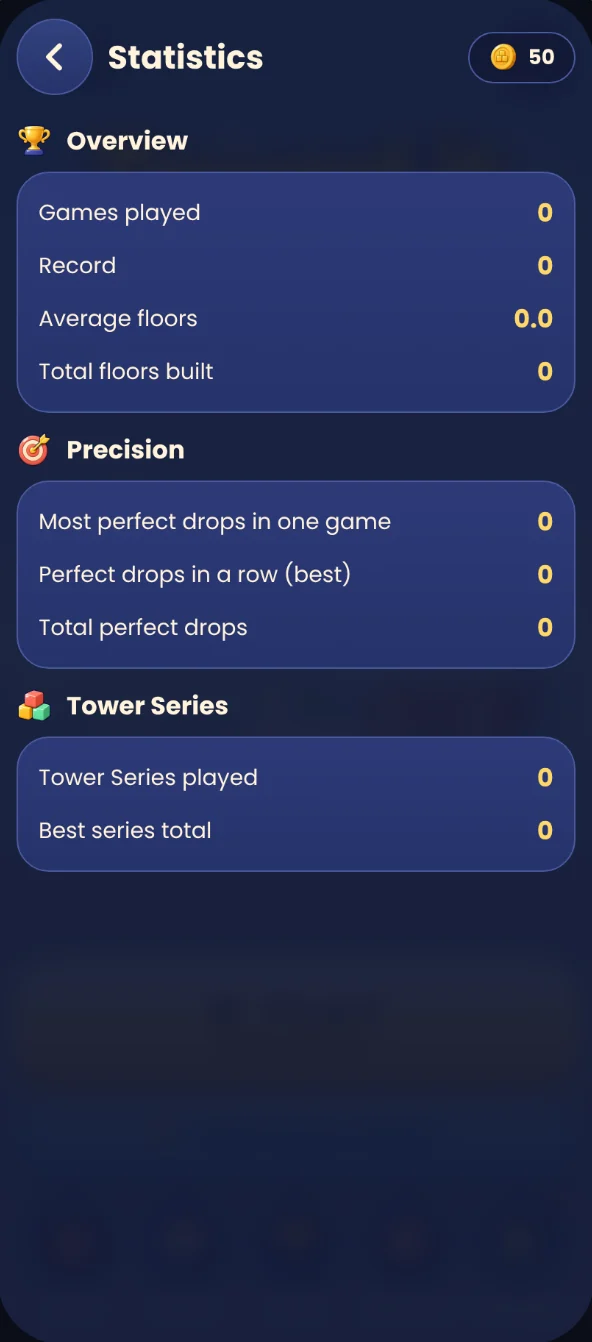 Statistics
50
Overview
Games played 0
Record 0
Average floors 0.0
Total floors built 0
Precision
Most perfect drops in one game 0
Perfect drops in a row (best) 0
Total perfect drops 0
Tower Series
Tower Series played 0
Best series total 0